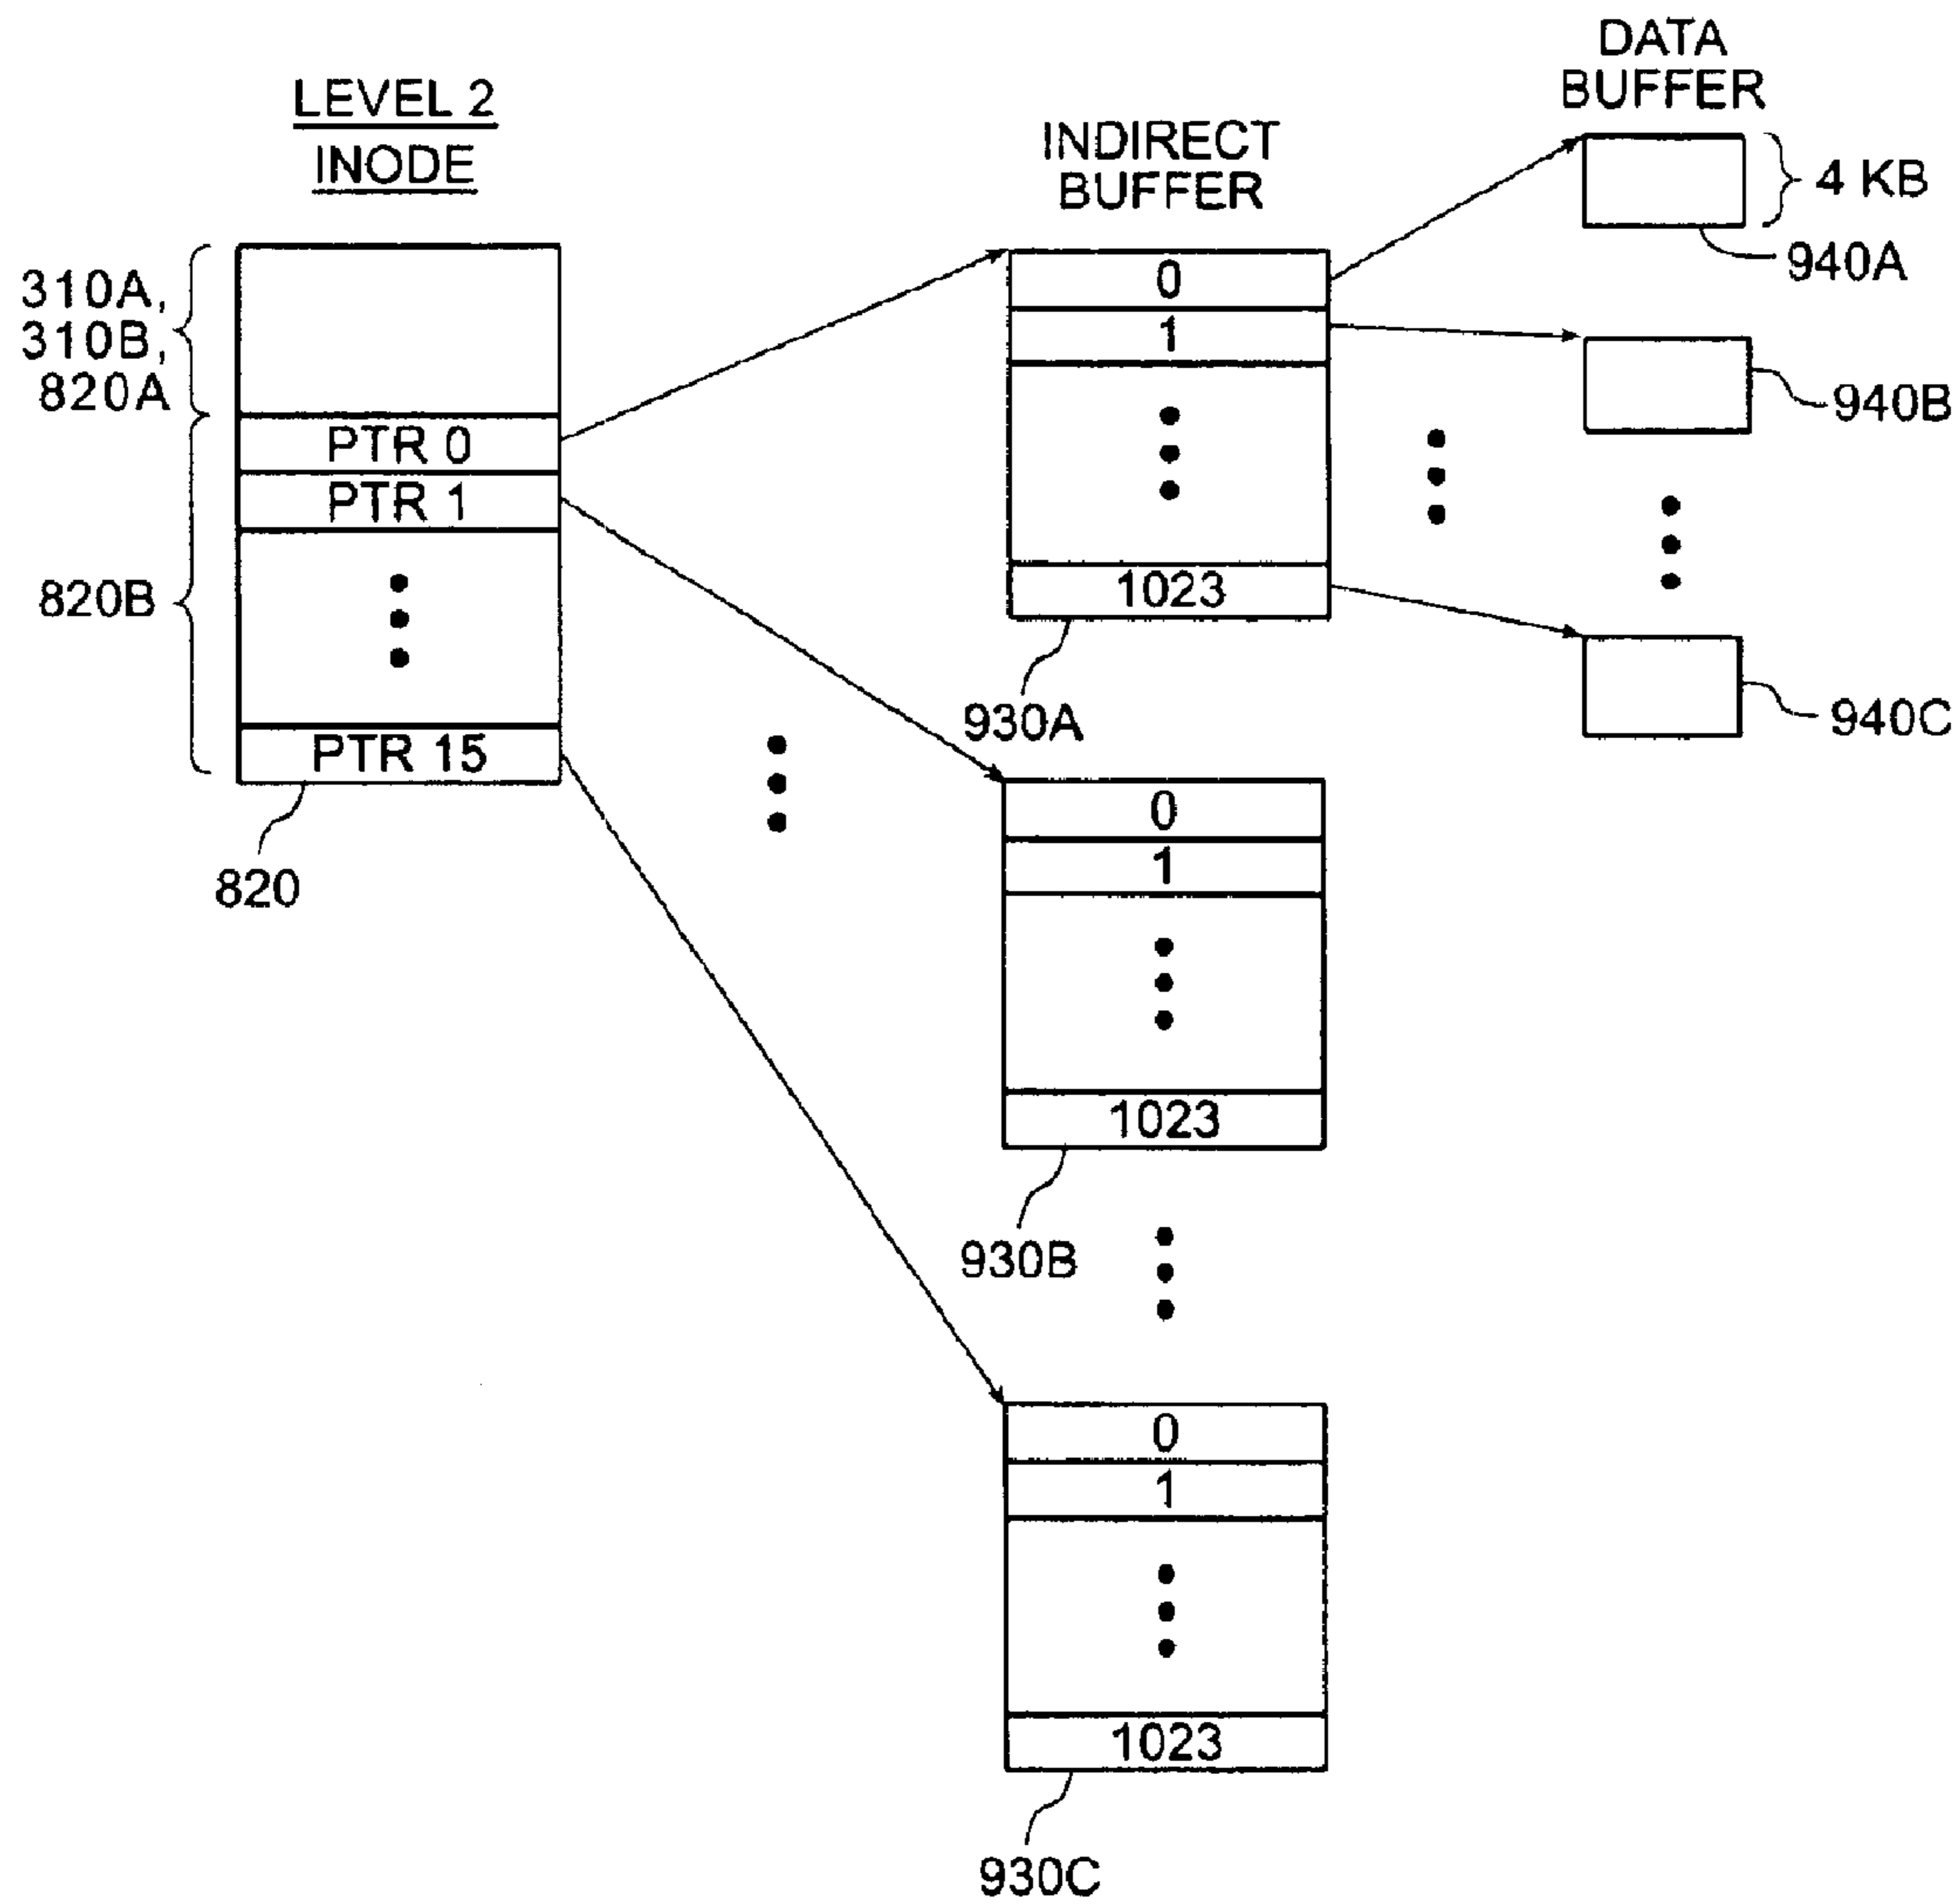 LEVEL 2
INODE
310A,
310B,
820A
PTR 0
PTR 1
820B
PTR 15
820
INDIRECT
BUFFER
0
1
1023
930A
0
1
1023
930B
0
1
1023
930C
DATA
BUFFER
4 KB
940A
940B
940C